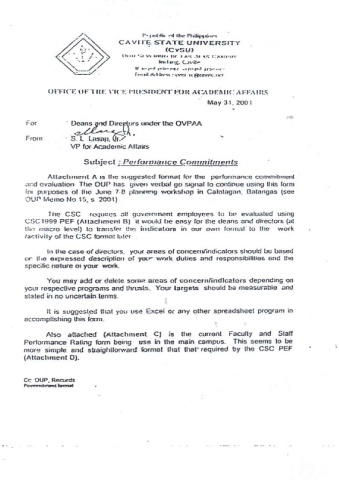 Republic of the Philippines
CAVITE STATE UNIVERSITY
(CvSU)
Indang, Cavite
OFFICE OF THE VICE PRESIDENT FOR ACADEMIC AFFAIRS
May 31, 2001
For Deans and Directors under the OVPAA
From S. L. Lasap, Jr.
VP for Academic Affairs
Subject : Performance Commitments
Attachment A is the suggested format for the performance commitment
and evaluation The OUP has given verbal go signal to continue using this form
for purposes of the June 7-8 planning workshop in Calatagan, Batangas (see
OUP Memo No 15, s 2001)
The CSC requires all government employees to be evaluated using
CSC1999 PEF (Attachment B) it would be easy for the deans and directors (at
the macro level) to transfer the indicators in our own format to the work
/activity of the CSC format later
In the case of directors, your areas of concern/indicators should be based
on the expressed description of your work duties and responsibilities and the
specific nature of your work.
You may add or delete some areas of concern/indicators depending on
your respective programs and thrusts. Your targets should be measurable and
stated in no uncertain terms.
It is suggested that you use Excel or any other spreadsheet program in
accomplishing this form.
Also attached (Attachment C) is the current Faculty and Staff
Performance Rating form being use in the main campus. This seems to be
more simple and straightforward format that that required by the CSC PEF
(Attachment D).
Cc OUP, Records